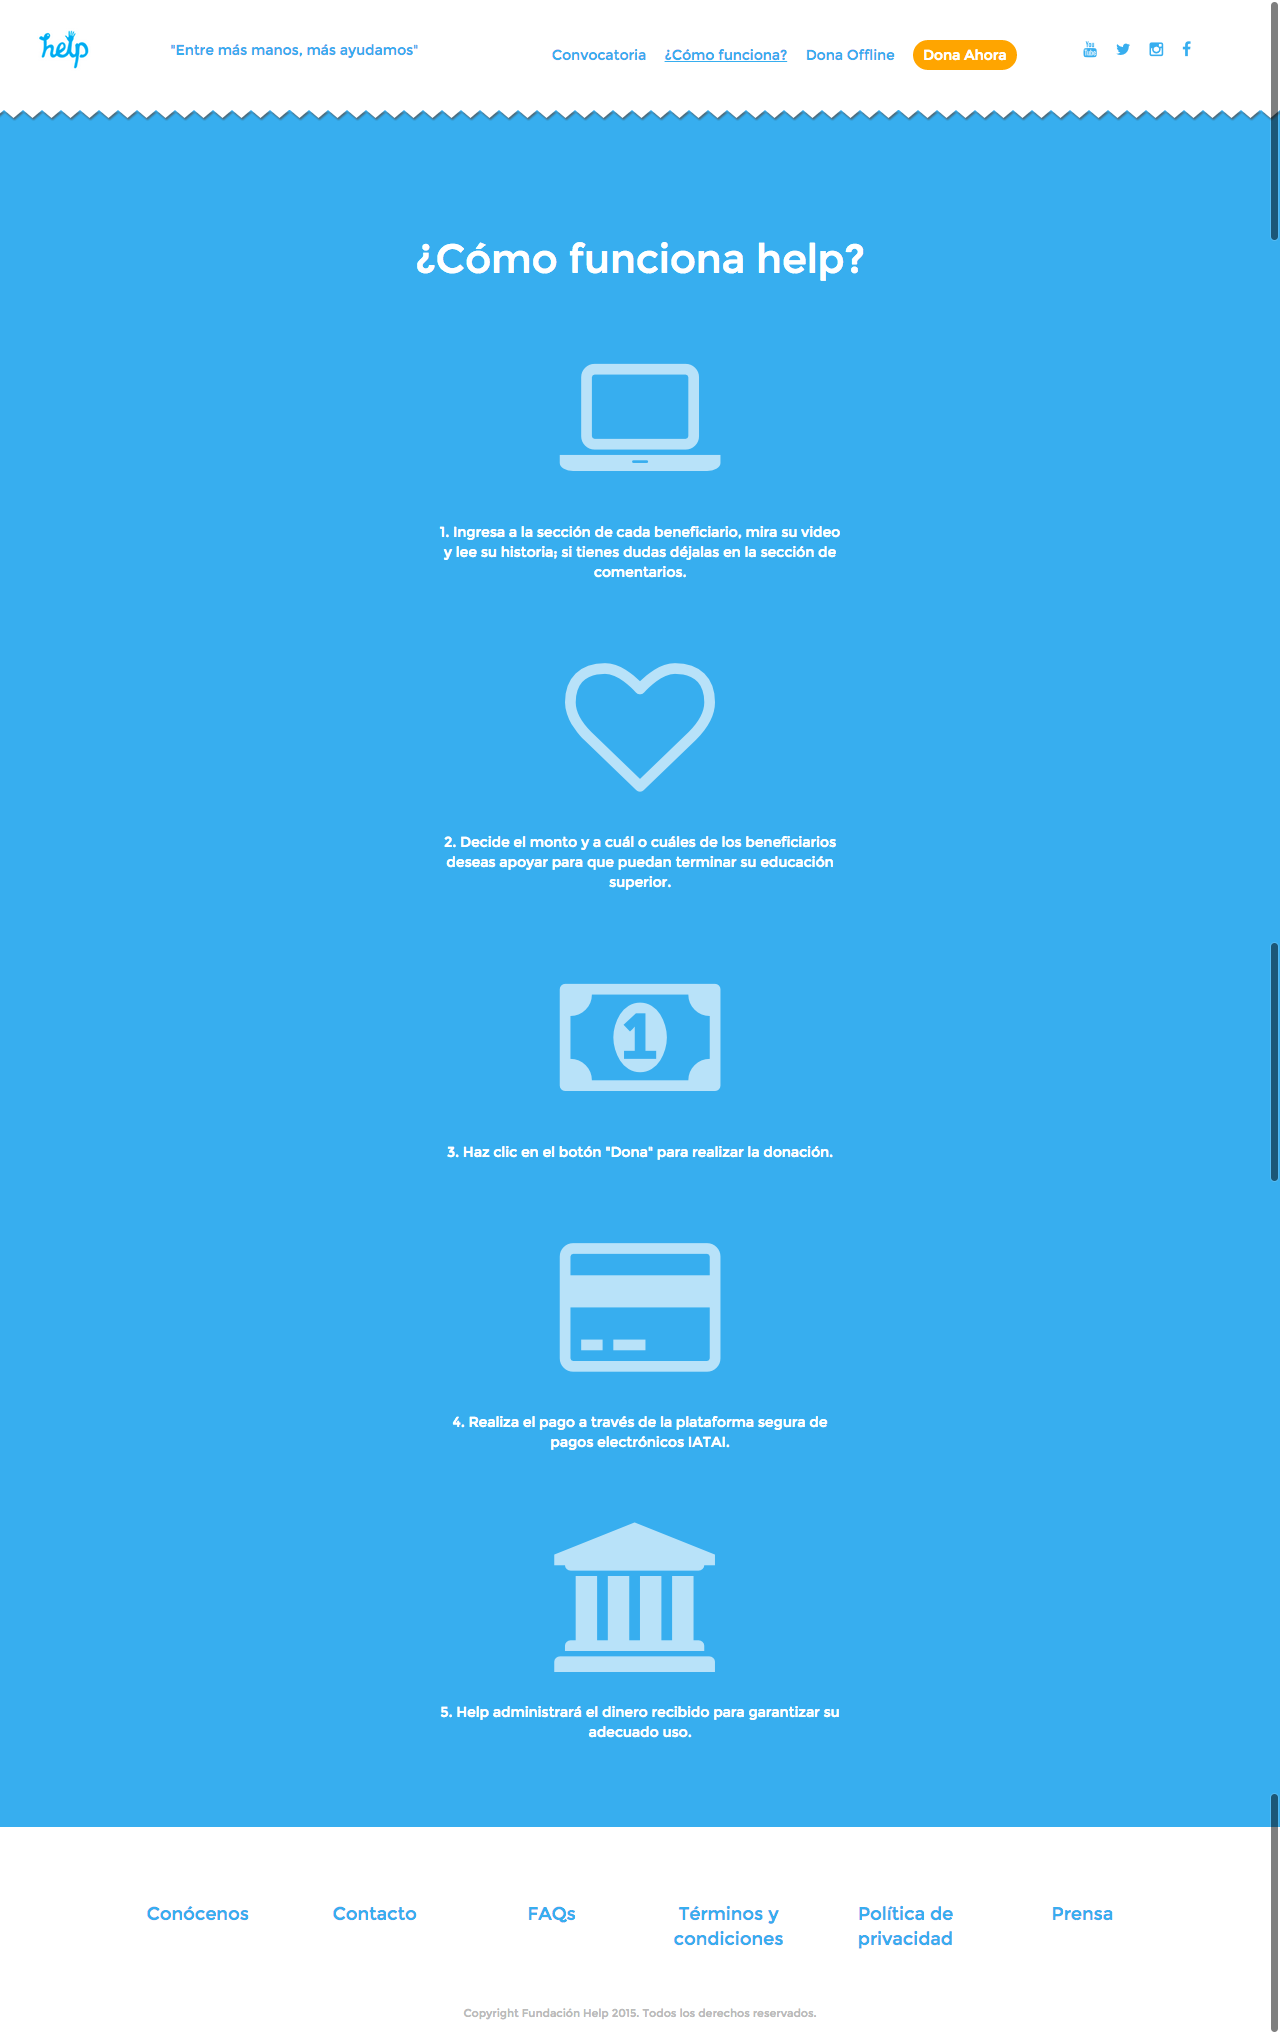 help
"Entre más manos, más ayudamos"
Convocatoria
¿Cómo funciona?
Dona Offline
Dona Ahora
You
Tube
¿Cómo funciona help?
1. Ingresa a la sección de cada beneficiario, mira su video
y lee su historia; si tienes dudas déjalas en la sección de
comentarios.
2. Decide el monto y a cuál o cuáles de los beneficiarios
deseas apoyar para que puedan terminar su educación
superior.
1
3. Haz clic en el botón "Dona" para realizar la donación.
4. Realiza el pago a través de la plataforma segura de
pagos electrónicos IATAI.
5. Help administrará el dinero recibido para garantizar su
adecuado uso.
Conócenos
Contacto
FAQs
Términos y
condiciones
Política de
privacidad
Prensa
Copyright Fundación Help 2015. Todos los derechos reservados.